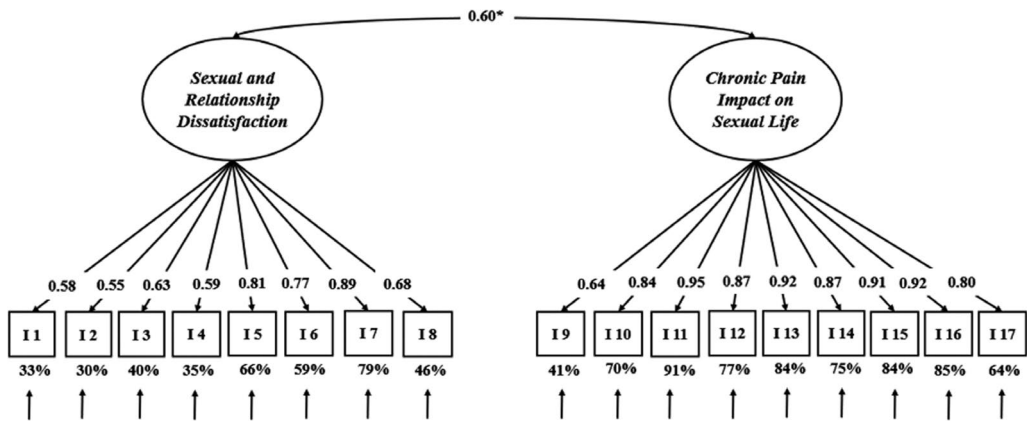 0.60*
Sexual and
Relationship
Dissatisfaction
Chronic Pain
Impact on
Sexual Life
0.58 0.55 0.63 0.59 0.81 0.77 0.89 0.68
0.64 0.84 0.95 0.87 0.92 0.87 0.91 0.92 0.80
I 1 I 2 I 3 I 4 I 5 I 6 I 7 I 8
I 9 I 10 I 11 I 12 I 13 I 14 I 15 I 16 I 17
33% 30% 40% 35% 66% 59% 79% 46%
41% 70% 91% 77% 84% 75% 84% 85% 64%